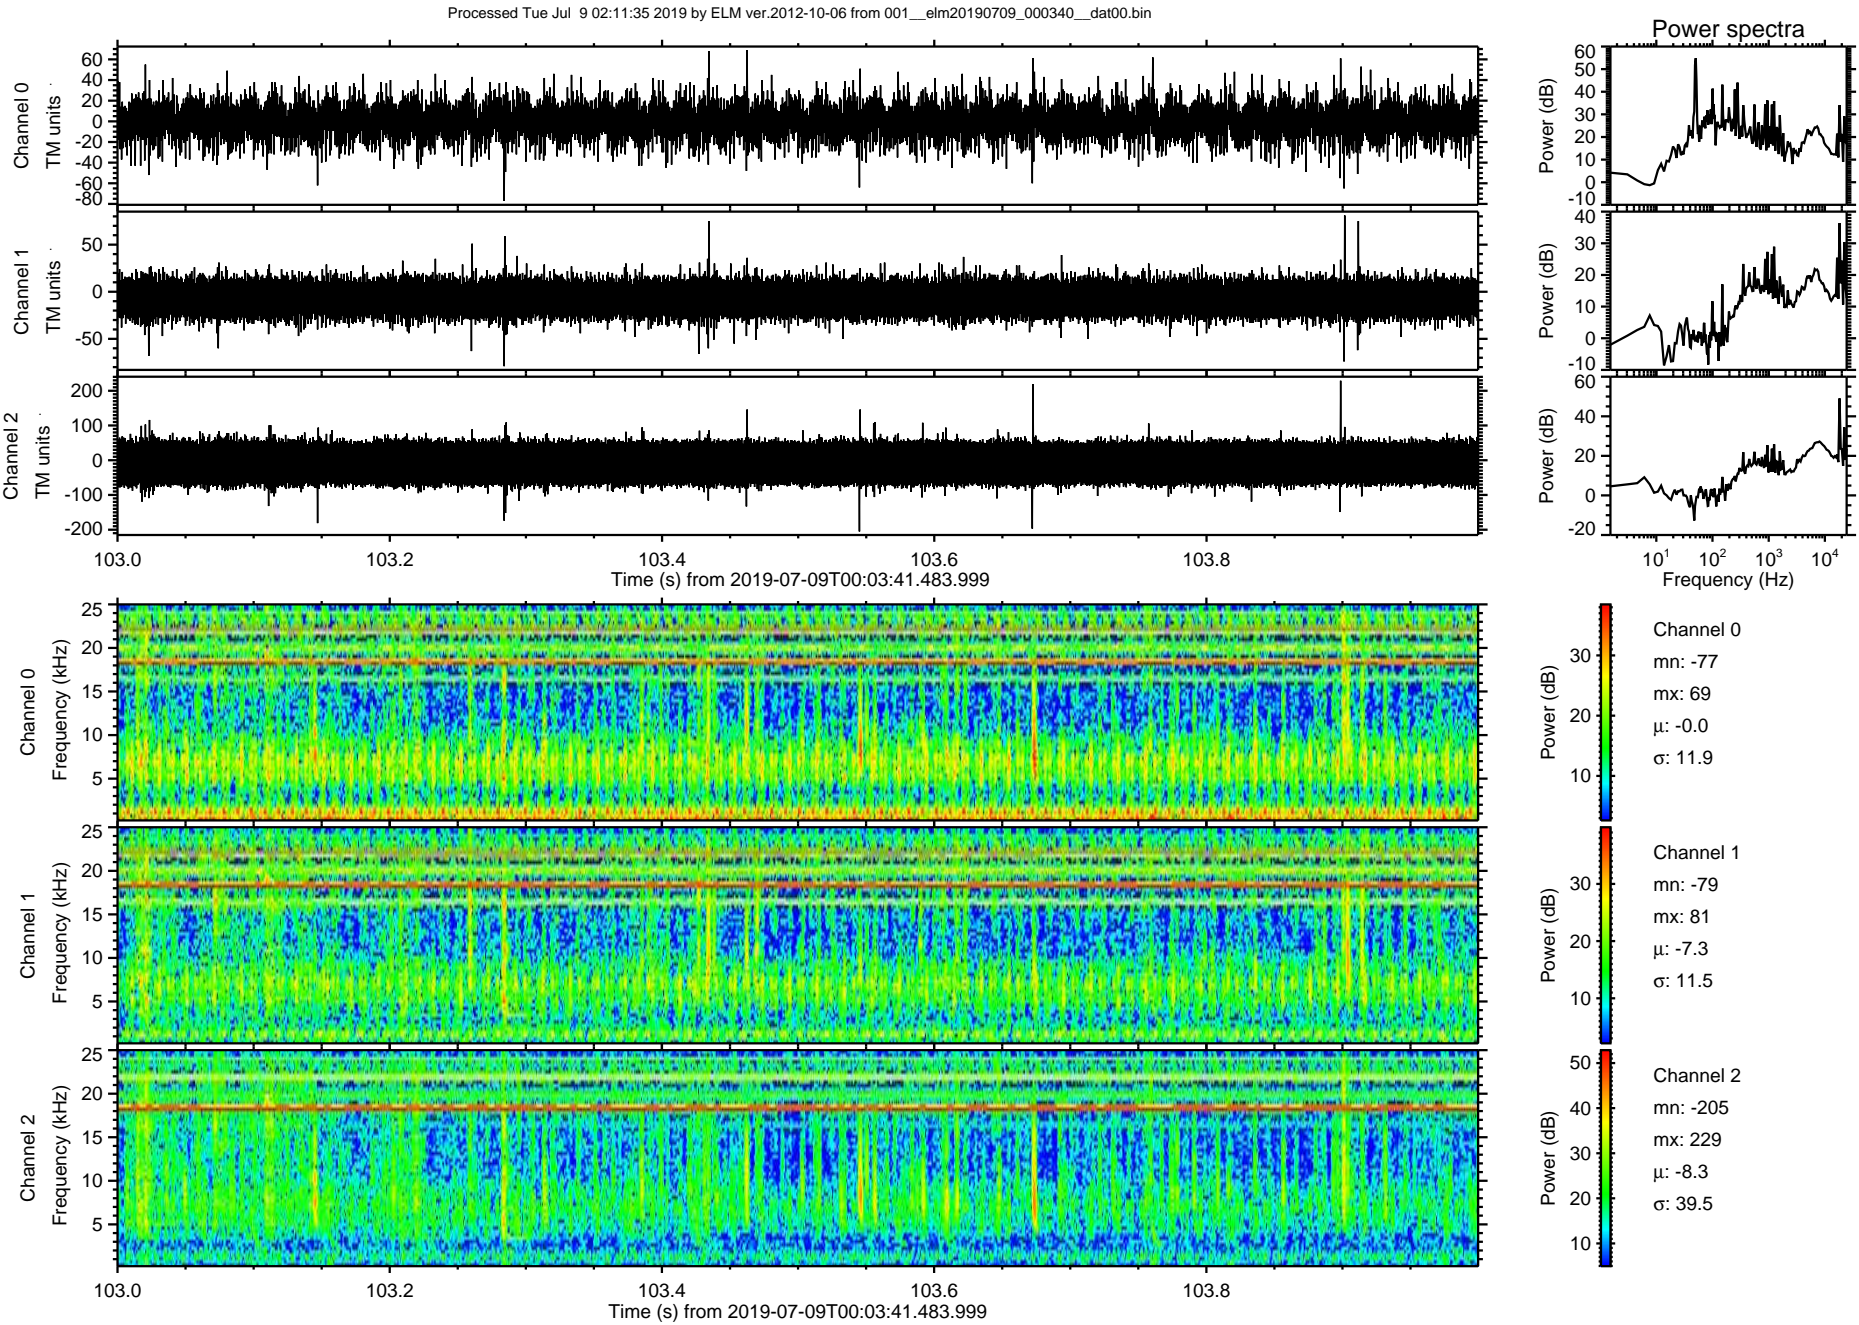 Processed Tue Jul  9 02:11:35 2019 by ELM ver.2012-10-06 from 001__elm20190709_000340__dat00.bin
Power spectra
Channel 0
TM units
60
40
20
0
-20
-40
-60
-80
Power (dB)
60
50
40
30
20
10
0
-10
Channel 1
TM units
50
0
-50
Power (dB)
40
30
20
10
0
-10
Channel 2
TM units
200
100
0
-100
-200
Power (dB)
60
40
20
0
-20
103.0 103.2 103.4 103.6 103.8
Time (s) from 2019-07-09T00:03:41.483.999
10¹ 10² 10³ 10⁴
Frequency (Hz)
Channel 0
Frequency (kHz)
25
20
15
10
5
Power (dB)
30
20
10
Channel 0
mn: -77
mx: 69
µ: -0.0
σ: 11.9
Channel 1
Frequency (kHz)
25
20
15
10
5
Power (dB)
30
20
10
Channel 1
mn: -79
mx: 81
µ: -7.3
σ: 11.5
Channel 2
Frequency (kHz)
25
20
15
10
5
Power (dB)
50
40
30
20
10
Channel 2
mn: -205
mx: 229
µ: -8.3
σ: 39.5
103.0 103.2 103.4 103.6 103.8
Time (s) from 2019-07-09T00:03:41.483.999